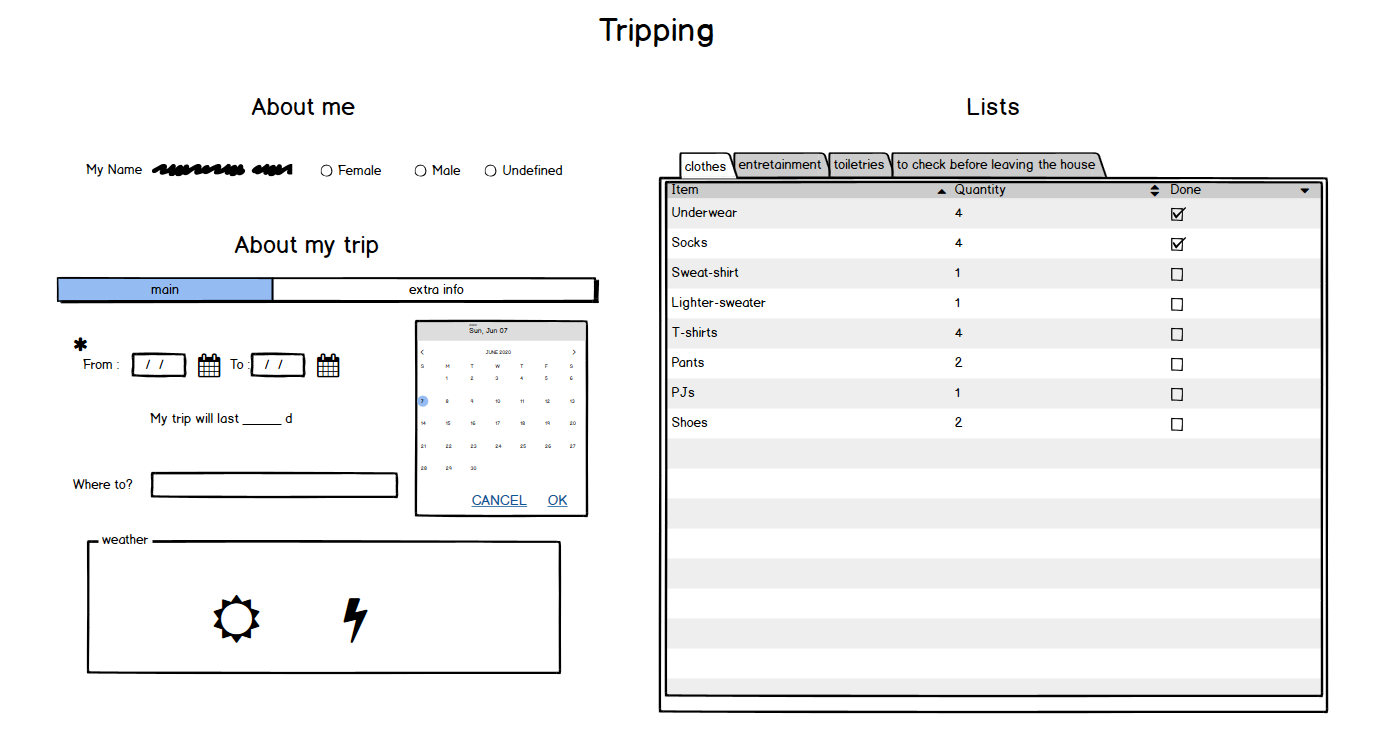 Tripping
About me
My Name
Female
Male
Undefined
About my trip
main
extra info
Sun, Jun 07
JUNE 2020
S M T W T F S
1 2 3 4 5 6
7 8 9 10 11 12 13
14 15 16 17 18 19 20
21 22 23 24 25 26 27
28 29 30
CANCEL OK
* From : / / To : / /
My trip will last ______ d
Where to?
weather
Lists
clothes
entretainment
toiletries
to check before leaving the house
Item Quantity Done
Underwear 4
Socks 4
Sweat-shirt 1
Lighter-sweater 1
T-shirts 4
Pants 2
PJs 1
Shoes 2